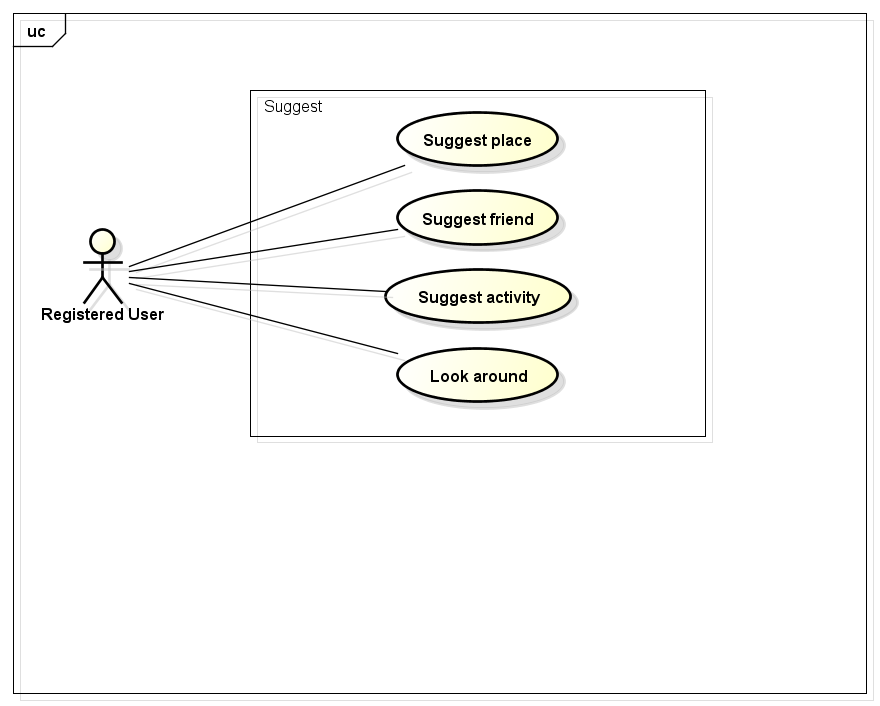 uc
Suggest
Suggest place
Suggest friend
Suggest activity
Look around
Registered User